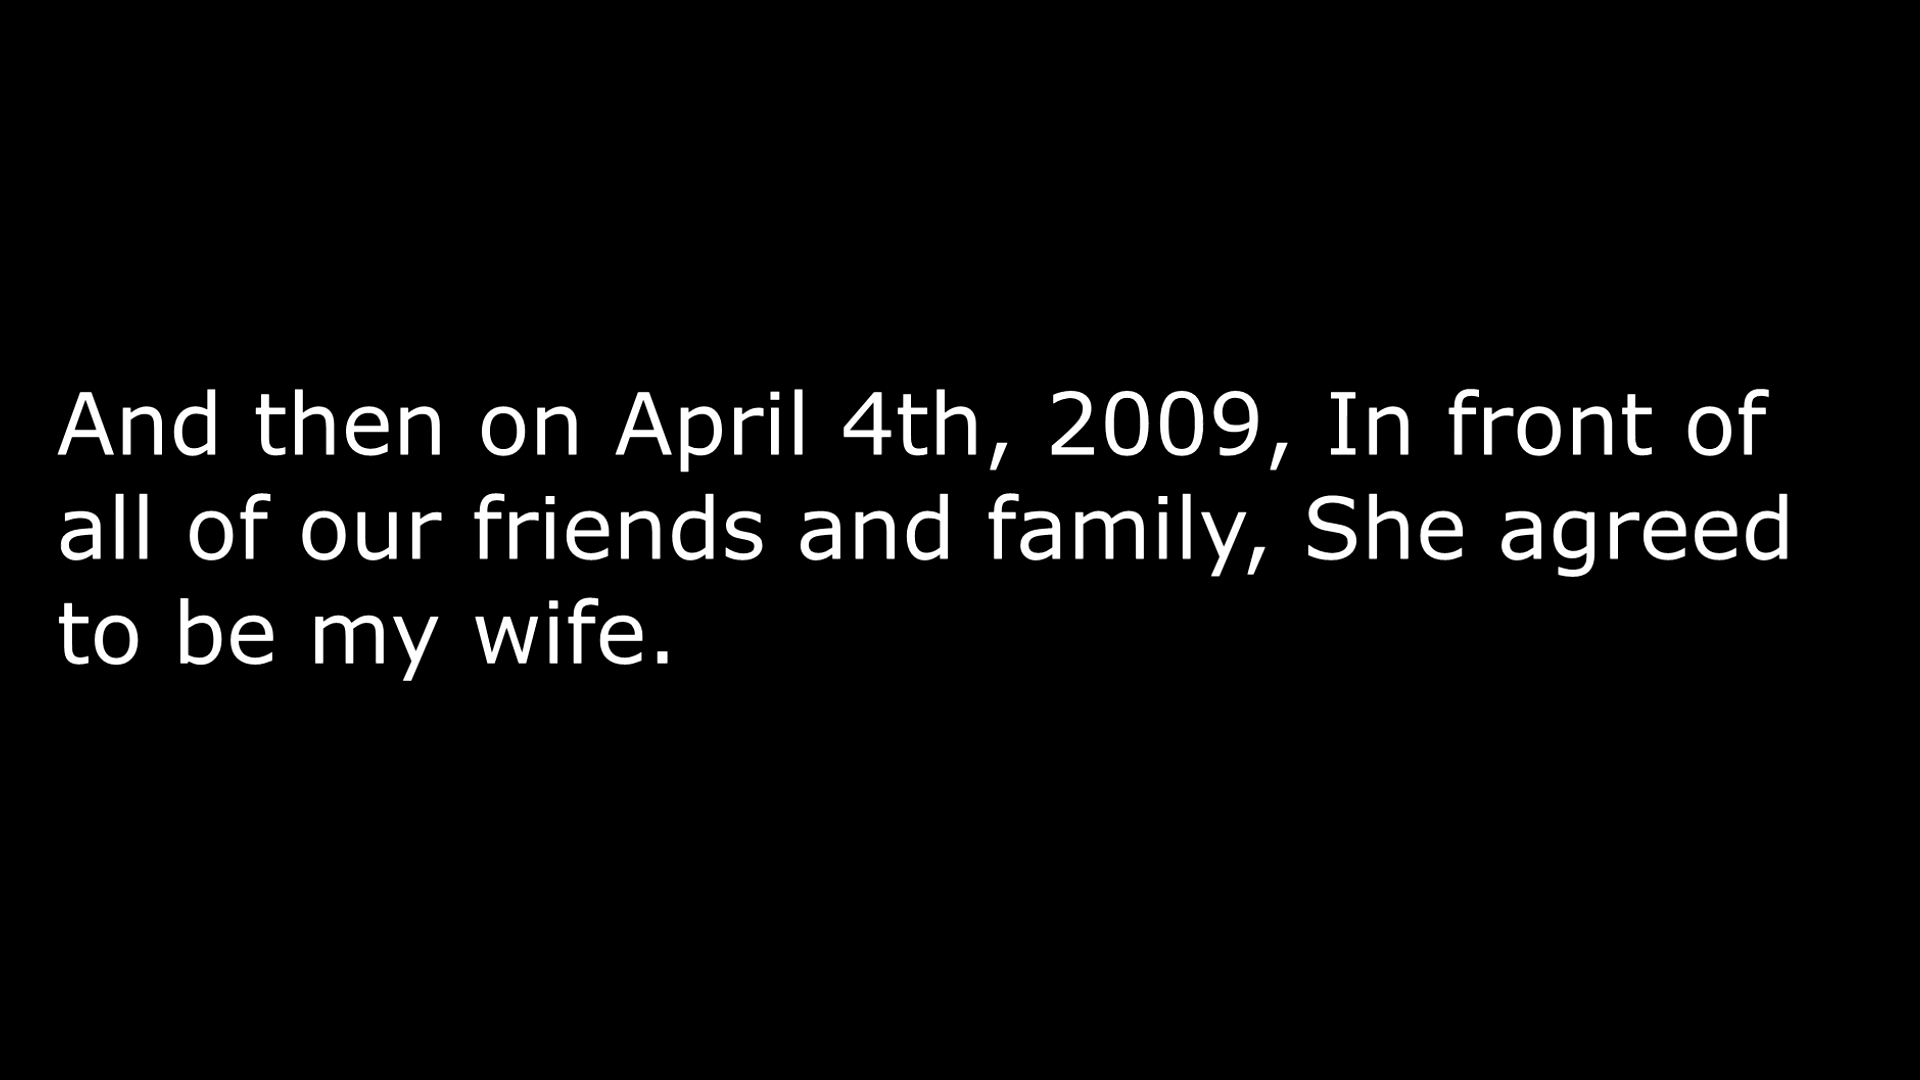 And then on April 4th, 2009, In front of
all of our friends and family, She agreed
to be my wife.